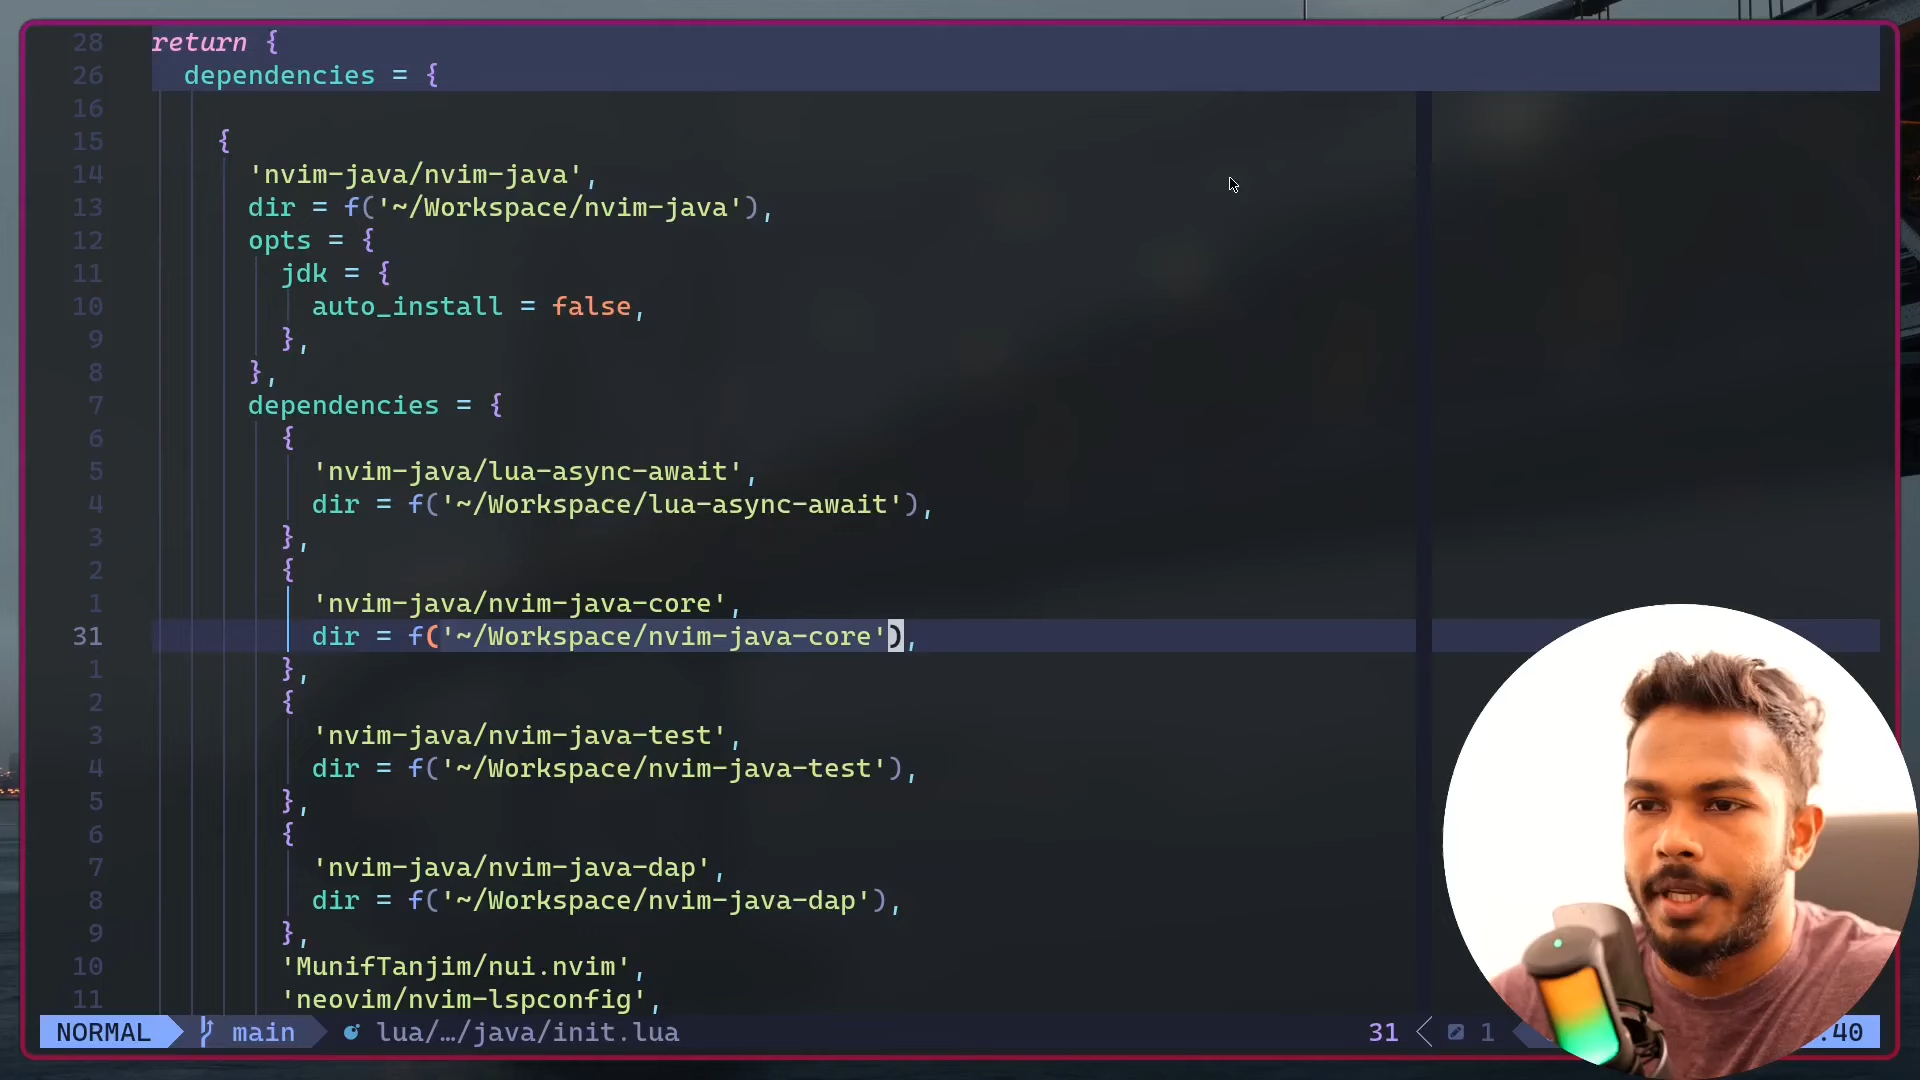 28 return {
26 dependencies = {
16
15 {
14 'nvim-java/nvim-java',
13 dir = f('~/Workspace/nvim-java'),
12 opts = {
11 jdk = {
10 auto_install = false,
9 },
8 },
7 dependencies = {
6 {
5 'nvim-java/lua-async-await',
4 dir = f('~/Workspace/lua-async-await'),
3 },
2 {
1 'nvim-java/nvim-java-core',
31 dir = f('~/Workspace/nvim-java-core'),
1 },
2 {
3 'nvim-java/nvim-java-test',
4 dir = f('~/Workspace/nvim-java-test'),
5 },
6 {
7 'nvim-java/nvim-java-dap',
8 dir = f('~/Workspace/nvim-java-dap'),
9 },
10 'MunifTanjim/nui.nvim',
11 'neovim/nvim-lspconfig',
NORMAL main lua/…/java/init.lua 31 1 :40